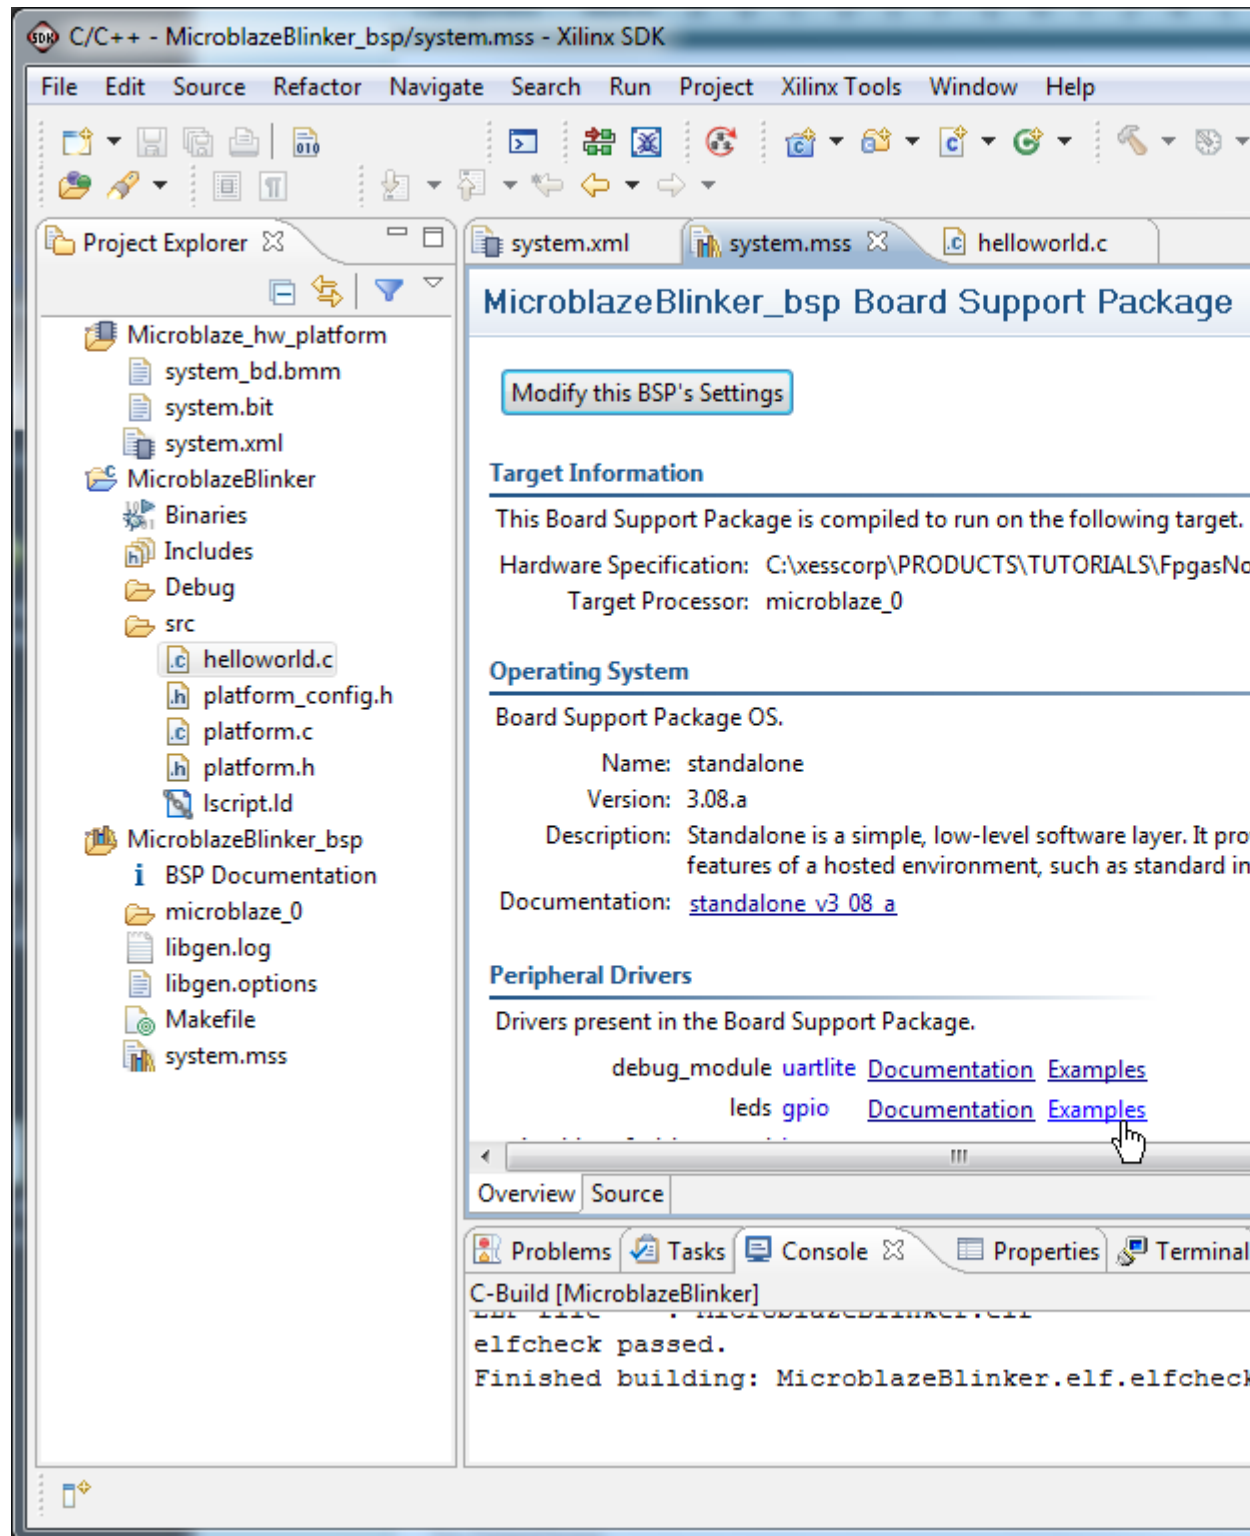 C/C++ - MicroblazeBlinker_bsp/system.mss - Xilinx SDK
File Edit Source Refactor Navigate Search Run Project Xilinx Tools Window Help
Project Explorer
Microblaze_hw_platform
system_bd.bmm
system.bit
system.xml
MicroblazeBlinker
Binaries
Includes
Debug
src
helloworld.c
platform_config.h
platform.c
platform.h
lscript.ld
MicroblazeBlinker_bsp
BSP Documentation
microblaze_0
libgen.log
libgen.options
Makefile
system.mss
system.xml system.mss helloworld.c
MicroblazeBlinker_bsp Board Support Package
Modify this BSP's Settings
Target Information
This Board Support Package is compiled to run on the following target.
Hardware Specification: C:\xesscorp\PRODUCTS\TUTORIALS\FpgasNo
Target Processor: microblaze_0
Operating System
Board Support Package OS.
Name: standalone
Version: 3.08.a
Description: Standalone is a simple, low-level software layer. It pro
features of a hosted environment, such as standard in
Documentation: standalone_v3_08_a
Peripheral Drivers
Drivers present in the Board Support Package.
debug_module uartlite Documentation Examples
leds gpio Documentation Examples
Overview Source
Problems Tasks Console Properties Terminal
C-Build [MicroblazeBlinker]
elfcheck passed.
Finished building: MicroblazeBlinker.elf.elfcheck